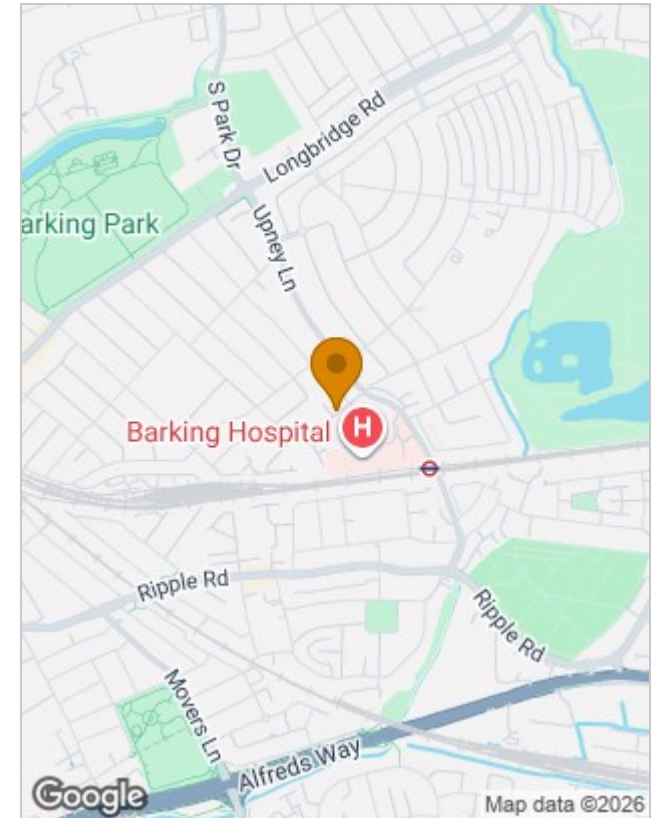 S Park Dr
Longbridge Rd
arking Park
Upney Ln
Barking Hospital
H
Ripple Rd
Ripple Rd
Movers Ln
Alfreds Way
Google
Map data ©2026